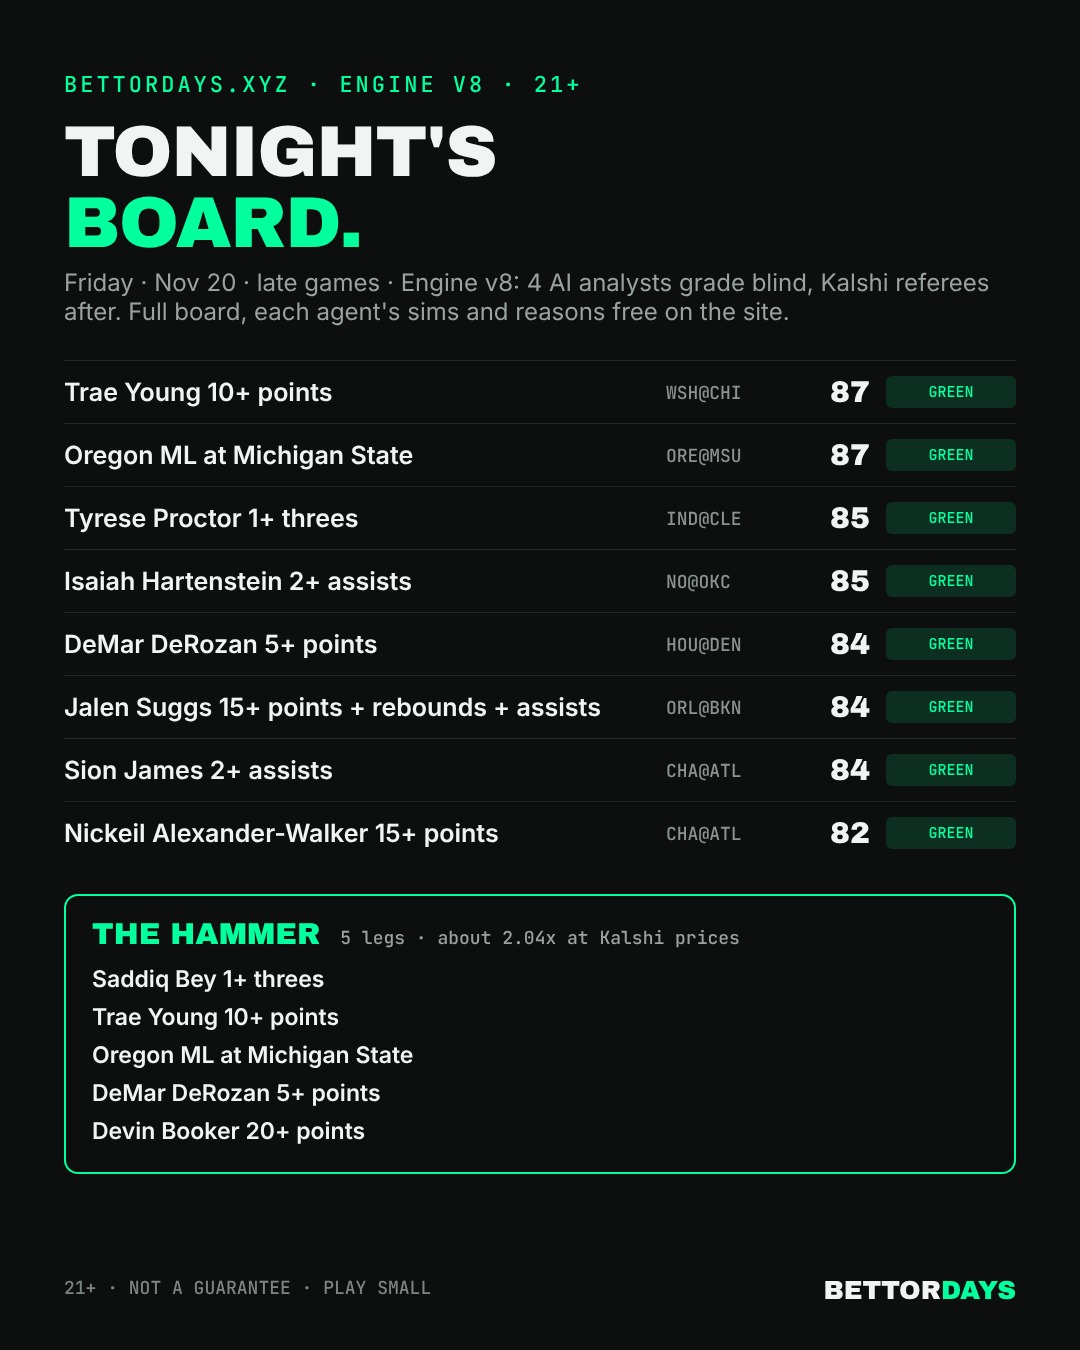 BETTORDAYS.XYZ · ENGINE V8 · 21+
TONIGHT'S
BOARD.
Friday · Nov 20 · late games · Engine v8: 4 AI analysts grade blind, Kalshi referees
after. Full board, each agent's sims and reasons free on the site.
Trae Young 10+ points WSH@CHI 87 GREEN
Oregon ML at Michigan State ORE@MSU 87 GREEN
Tyrese Proctor 1+ threes IND@CLE 85 GREEN
Isaiah Hartenstein 2+ assists NO@OKC 85 GREEN
DeMar DeRozan 5+ points HOU@DEN 84 GREEN
Jalen Suggs 15+ points + rebounds + assists ORL@BKN 84 GREEN
Sion James 2+ assists CHA@ATL 84 GREEN
Nickeil Alexander-Walker 15+ points CHA@ATL 82 GREEN
THE HAMMER 5 legs · about 2.04x at Kalshi prices
Saddiq Bey 1+ threes
Trae Young 10+ points
Oregon ML at Michigan State
DeMar DeRozan 5+ points
Devin Booker 20+ points
21+ · NOT A GUARANTEE · PLAY SMALL
BETTORDAYS